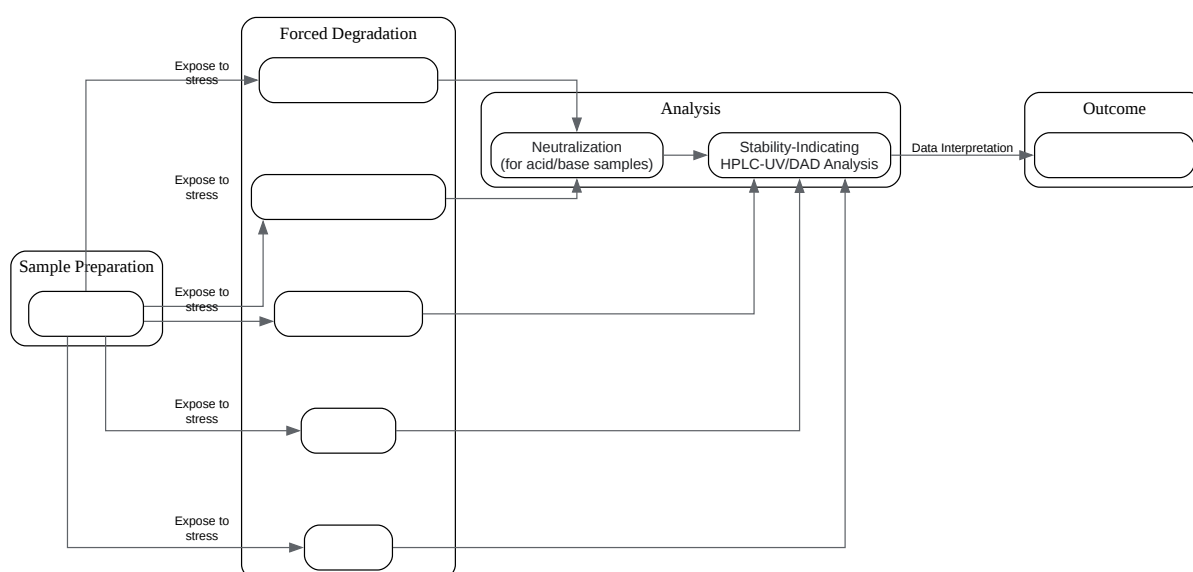 Forced Degradation
Expose to
stress
Analysis
Outcome
Neutralization
(for acid/base samples)
Stability-Indicating
HPLC-UV/DAD Analysis
Data Interpretation
Expose to
stress
Sample Preparation
Expose to
stress
Expose to
stress
Expose to
stress